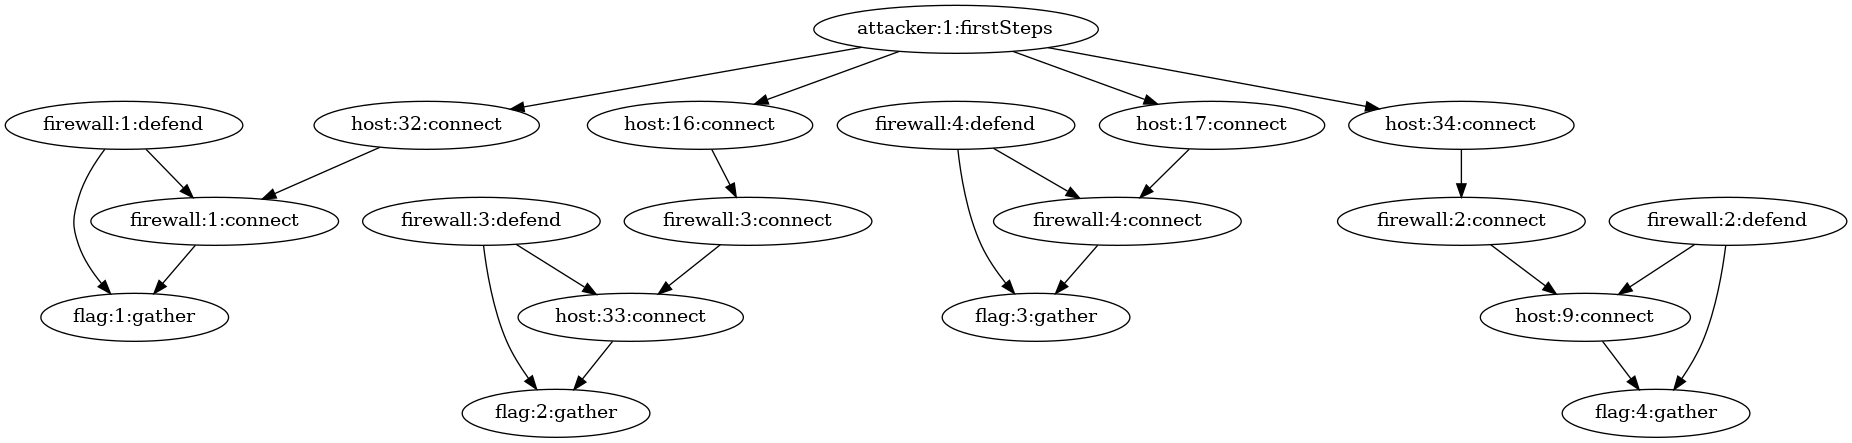 attacker:1:firstSteps
firewall:1:defend
host:32:connect
host:16:connect
firewall:4:defend
host:17:connect
host:34:connect
firewall:1:connect
firewall:3:defend
firewall:3:connect
firewall:4:connect
firewall:2:connect
firewall:2:defend
flag:1:gather
host:33:connect
flag:3:gather
host:9:connect
flag:2:gather
flag:4:gather